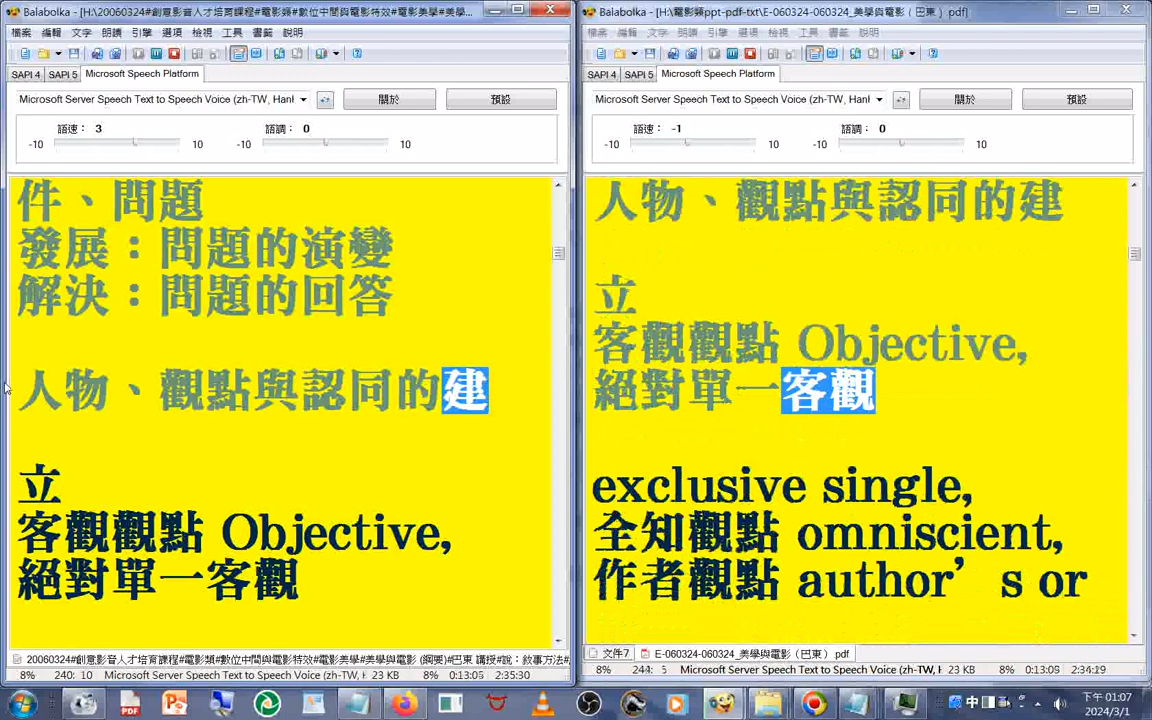 Balabolka - [H:\20060324#創意影音人才培育課程#電影類#數位中間與電影特效#電影美學#美學...
檔案 編輯 文字 朗讀 引擎 選項 檢視 工具 書籤 說明
SAPI 4 SAPI 5 Microsoft Speech Platform
Microsoft Server Speech Text to Speech Voice (zh-TW, Hanl
關於 預設
語速： 3 語調： 0
-10 10 -10 10
件、問題
發展：問題的演變
解決：問題的回答
人物、觀點與認同的建
立
客觀觀點 Objective,
絕對單一客觀
20060324#創意影音人才培育課程#電影類#數位中間與電影特效#電影美學#美學與電影 (綱要)#巴東 講授#說：敘事方法#
8% 240: 10 Microsoft Server Speech Text to Speech Voice (zh-TW, H 23 KB 8% 0:13:05 2:35:30
Balabolka - [H:\電影類ppt-pdf-txt\E-060324-060324_美學與電影（巴東）.pdf]
檔案 編輯 文字 朗讀 引擎 選項 檢視 工具 書籤 說明
SAPI 4 SAPI 5 Microsoft Speech Platform
Microsoft Server Speech Text to Speech Voice (zh-TW, Hanl
關於 預設
語速： -1 語調： 0
-10 10 -10 10
人物、觀點與認同的建
立
客觀觀點 Objective,
絕對單一客觀
exclusive single,
全知觀點 omniscient,
作者觀點 author’s or
文件7 E-060324-060324_美學與電影（巴東）.pdf
8% 244: Microsoft Server Speech Text to Speech Voice (zh-TW, 23 KB 8% 0:13:05 2:34:29
中
下午 01:07
2024/3/1